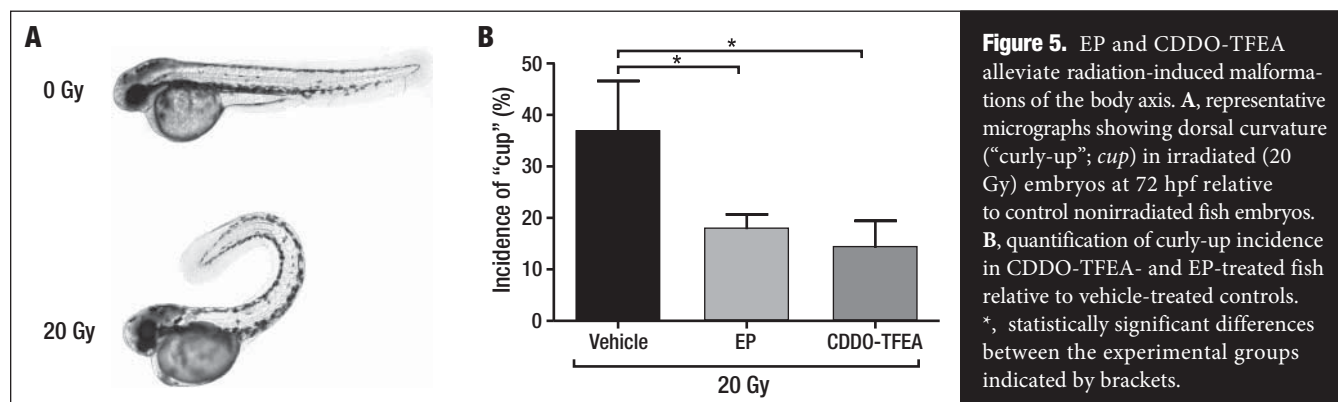 A
0 Gy
20 Gy
B
Incidence of "cup" (%)
50
40
30
20
10
0
*
*
Vehicle EP CDDO-TFEA
20 Gy
Figure 5. EP and CDDO-TFEA
alleviate radiation-induced malforma-
tions of the body axis. A, representative
micrographs showing dorsal curvature
(“curly-up”; cup) in irradiated (20
Gy) embryos at 72 hpf relative
to control nonirradiated fish embryos.
B, quantification of curly-up incidence
in CDDO-TFEA- and EP-treated fish
relative to vehicle-treated controls.
*, statistically significant differences
between the experimental groups
indicated by brackets.